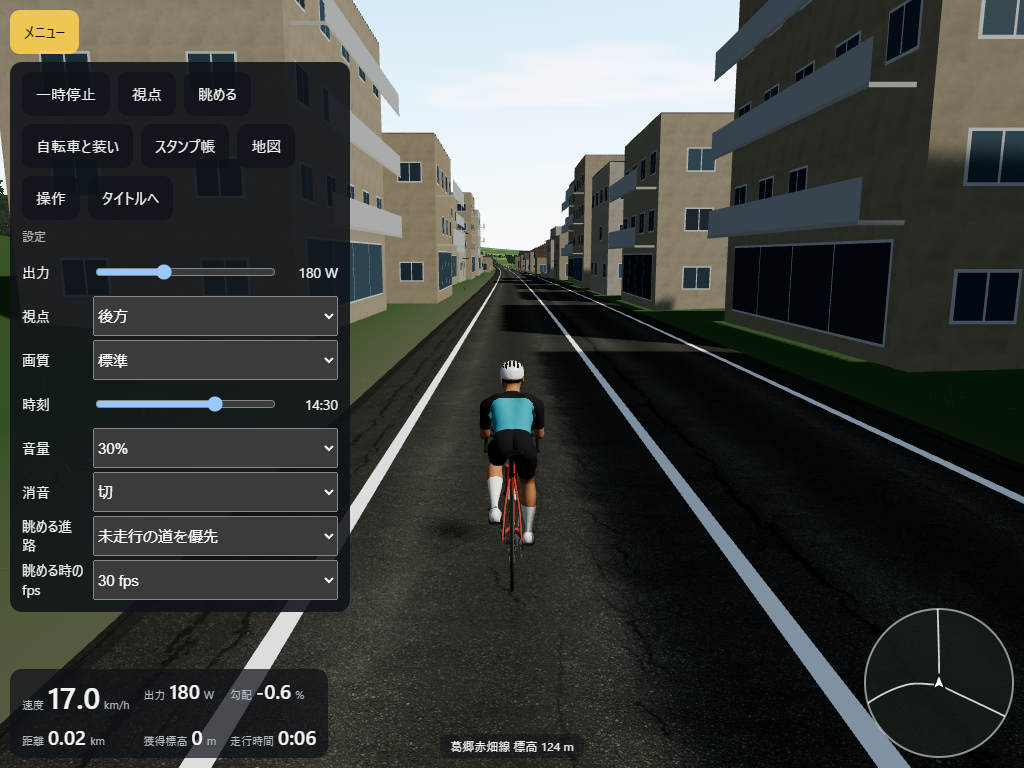 メニュー
一時停止 視点 眺める
自転車と装い スタンプ帳 地図
操作 タイトルへ
設定
出力 180 W
視点 後方
画質 標準
時刻 14:30
音量 30%
消音 切
眺める進
路 未走行の道を優先
眺める時の
fps 30 fps
速度 17.0 km/h 出力 180 W 勾配 -0.6 %
距離 0.02 km 獲得標高 0 m 走行時間 0:06
葛郷赤畑線 標高 124 m